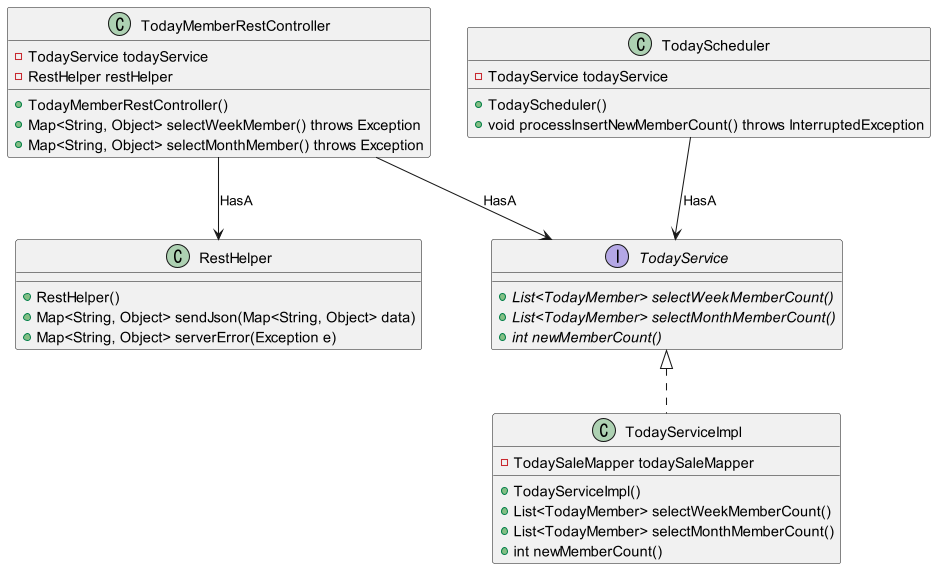 C TodayMemberRestController
TodayService todayService
RestHelper restHelper
TodayMemberRestController()
Map<String, Object> selectWeekMember() throws Exception
Map<String, Object> selectMonthMember() throws Exception
C TodayScheduler
TodayService todayService
TodayScheduler()
void processInsertNewMemberCount() throws InterruptedException
HasA
HasA
HasA
C RestHelper
RestHelper()
Map<String, Object> sendJson(Map<String, Object> data)
Map<String, Object> serverError(Exception e)
I TodayService
List<TodayMember> selectWeekMemberCount()
List<TodayMember> selectMonthMemberCount()
int newMemberCount()
C TodayServiceImpl
TodaySaleMapper todaySaleMapper
TodayServiceImpl()
List<TodayMember> selectWeekMemberCount()
List<TodayMember> selectMonthMemberCount()
int newMemberCount()